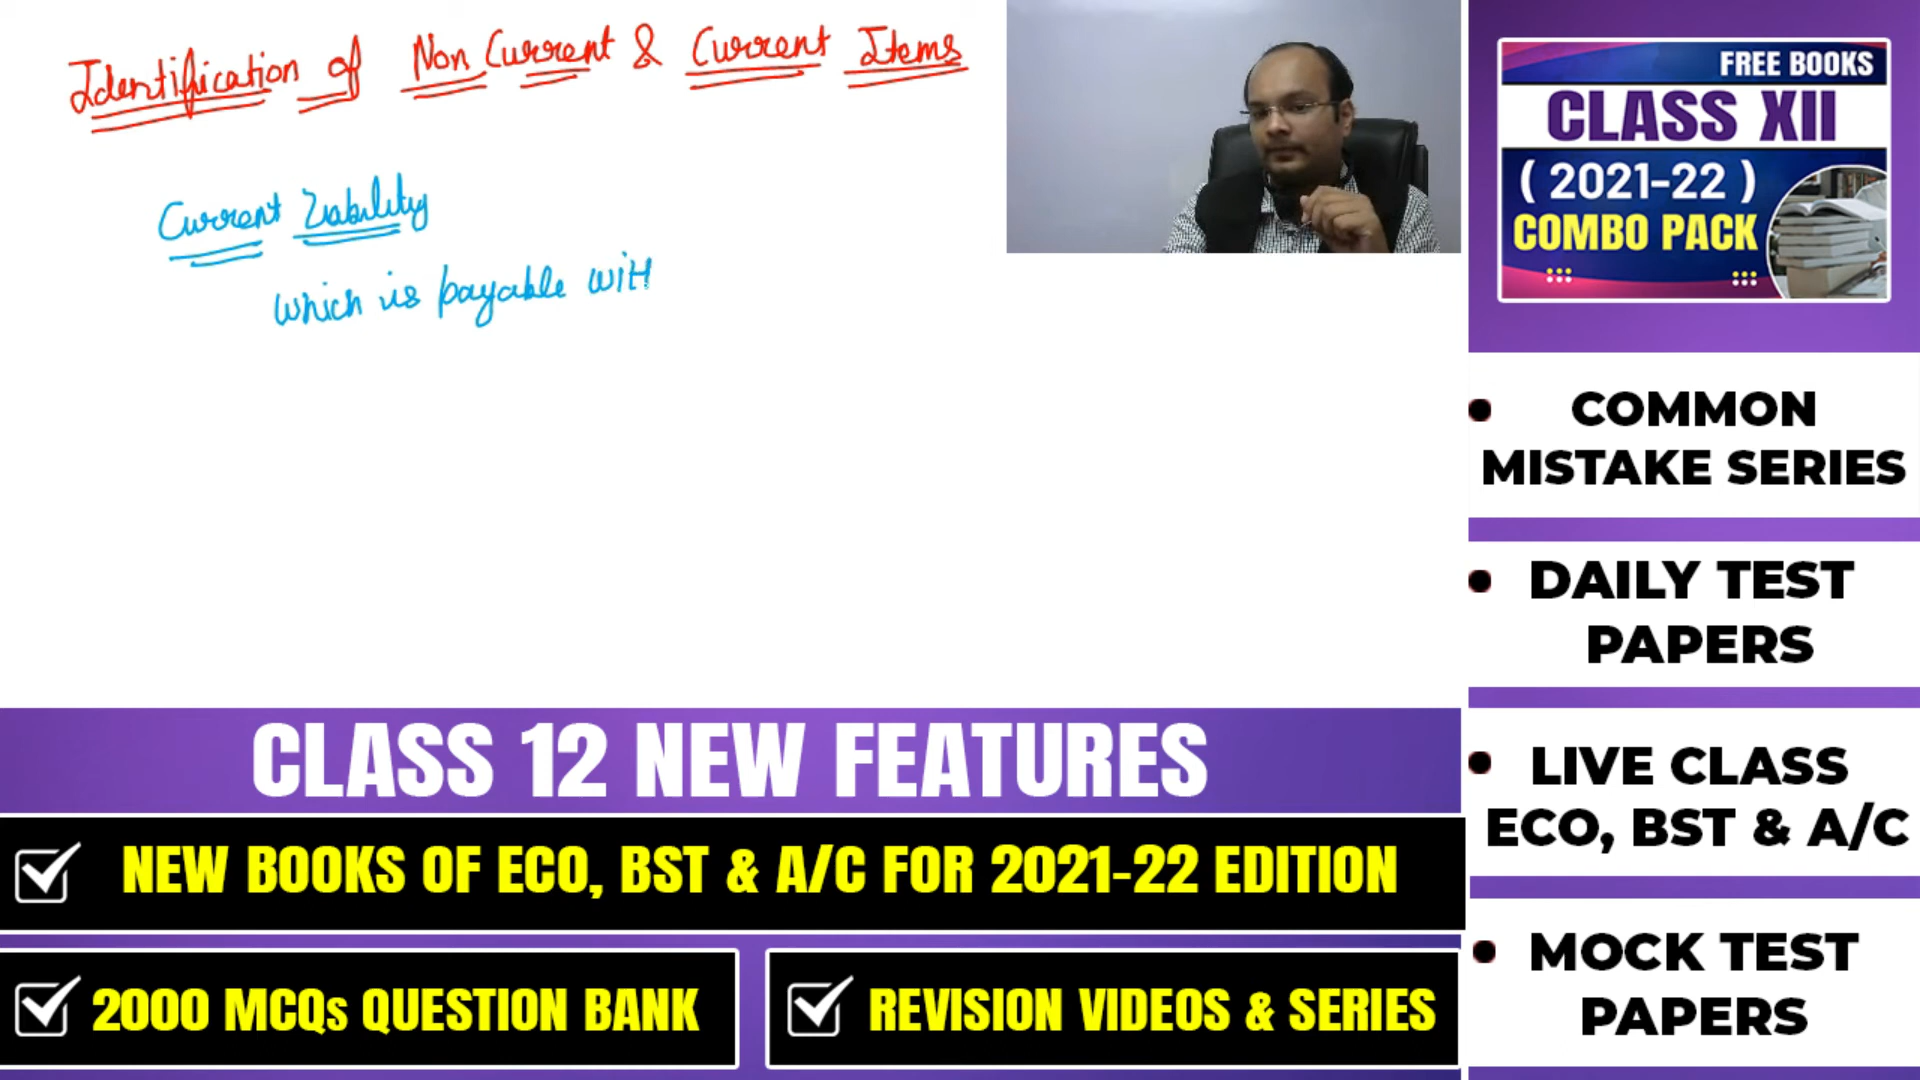 Identification of Non Current & Current Items
Current Liability
which is payable with
FREE BOOKS
CLASS XII
( 2021-22 )
COMBO PACK
• COMMON
MISTAKE SERIES
• DAILY TEST
PAPERS
• LIVE CLASS
ECO, BST & A/C
• MOCK TEST
PAPERS
CLASS 12 NEW FEATURES
NEW BOOKS OF ECO, BST & A/C FOR 2021-22 EDITION
2000 MCQs QUESTION BANK
REVISION VIDEOS & SERIES